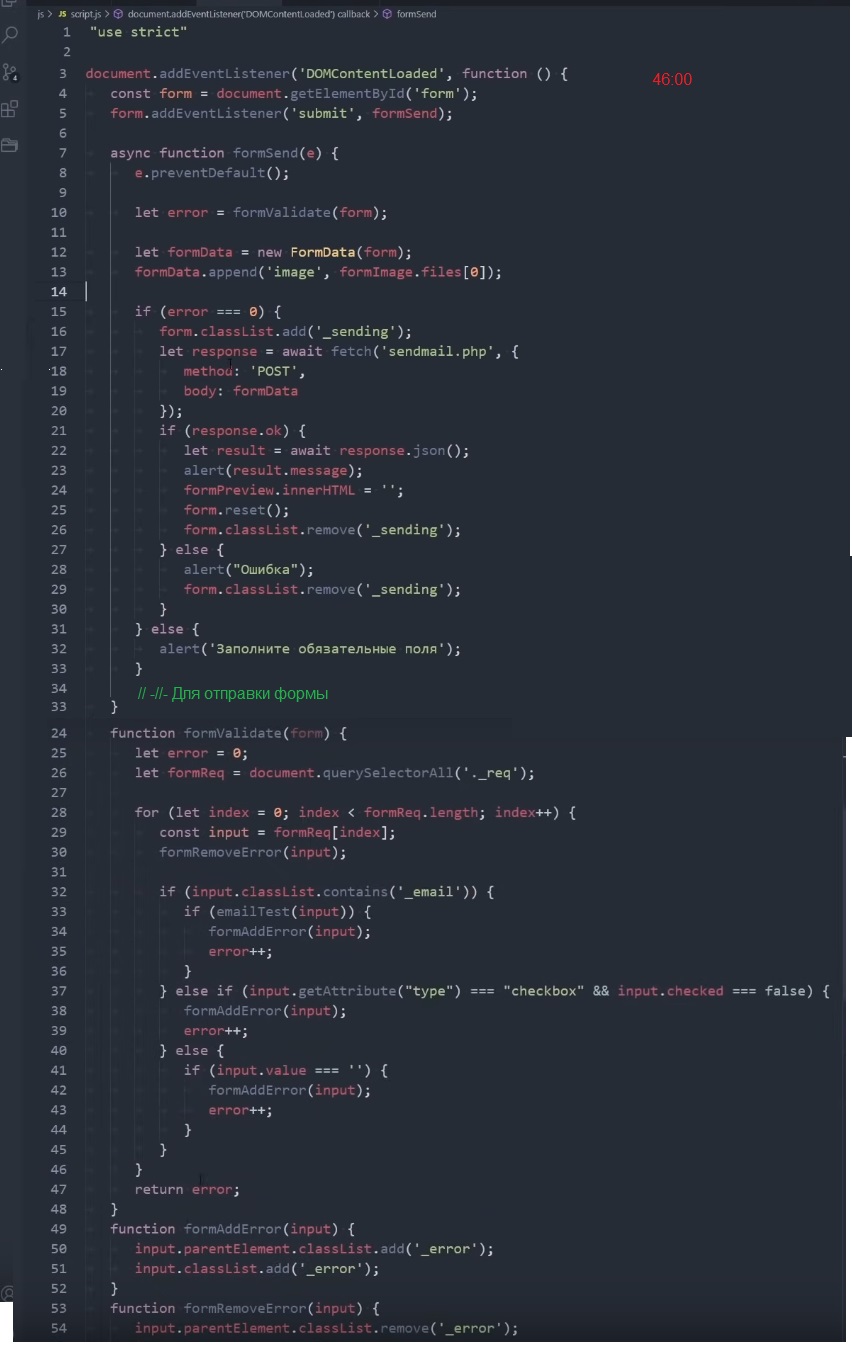 js > JS script.js > document.addEventListener('DOMContentLoaded') callback > formSend
1 "use strict"
2
3 document.addEventListener('DOMContentLoaded', function () {
46:00
4 const form = document.getElementById('form');
5 form.addEventListener('submit', formSend);
6
7 async function formSend(e) {
8 e.preventDefault();
9
10 let error = formValidate(form);
11
12 let formData = new FormData(form);
13 formData.append('image', formImage.files[0]);
14
15 if (error === 0) {
16 form.classList.add('_sending');
17 let response = await fetch('sendmail.php', {
18 method: 'POST',
19 body: formData
20 });
21 if (response.ok) {
22 let result = await response.json();
23 alert(result.message);
24 formPreview.innerHTML = '';
25 form.reset();
26 form.classList.remove('_sending');
27 } else {
28 alert("Ошибка");
29 form.classList.remove('_sending');
30 }
31 } else {
32 alert('Заполните обязательные поля');
33 }
34
// -//- Для отправки формы
33 }
24 function formValidate(form) {
25 let error = 0;
26 let formReq = document.querySelectorAll('._req');
27
28 for (let index = 0; index < formReq.length; index++) {
29 const input = formReq[index];
30 formRemoveError(input);
31
32 if (input.classList.contains('_email')) {
33 if (emailTest(input)) {
34 formAddError(input);
35 error++;
36 }
37 } else if (input.getAttribute("type") === "checkbox" && input.checked === false) {
38 formAddError(input);
39 error++;
40 } else {
41 if (input.value === '') {
42 formAddError(input);
43 error++;
44 }
45 }
46 }
47 return error;
48 }
49 function formAddError(input) {
50 input.parentElement.classList.add('_error');
51 input.classList.add('_error');
52 }
53 function formRemoveError(input) {
54 input.parentElement.classList.remove('_error');